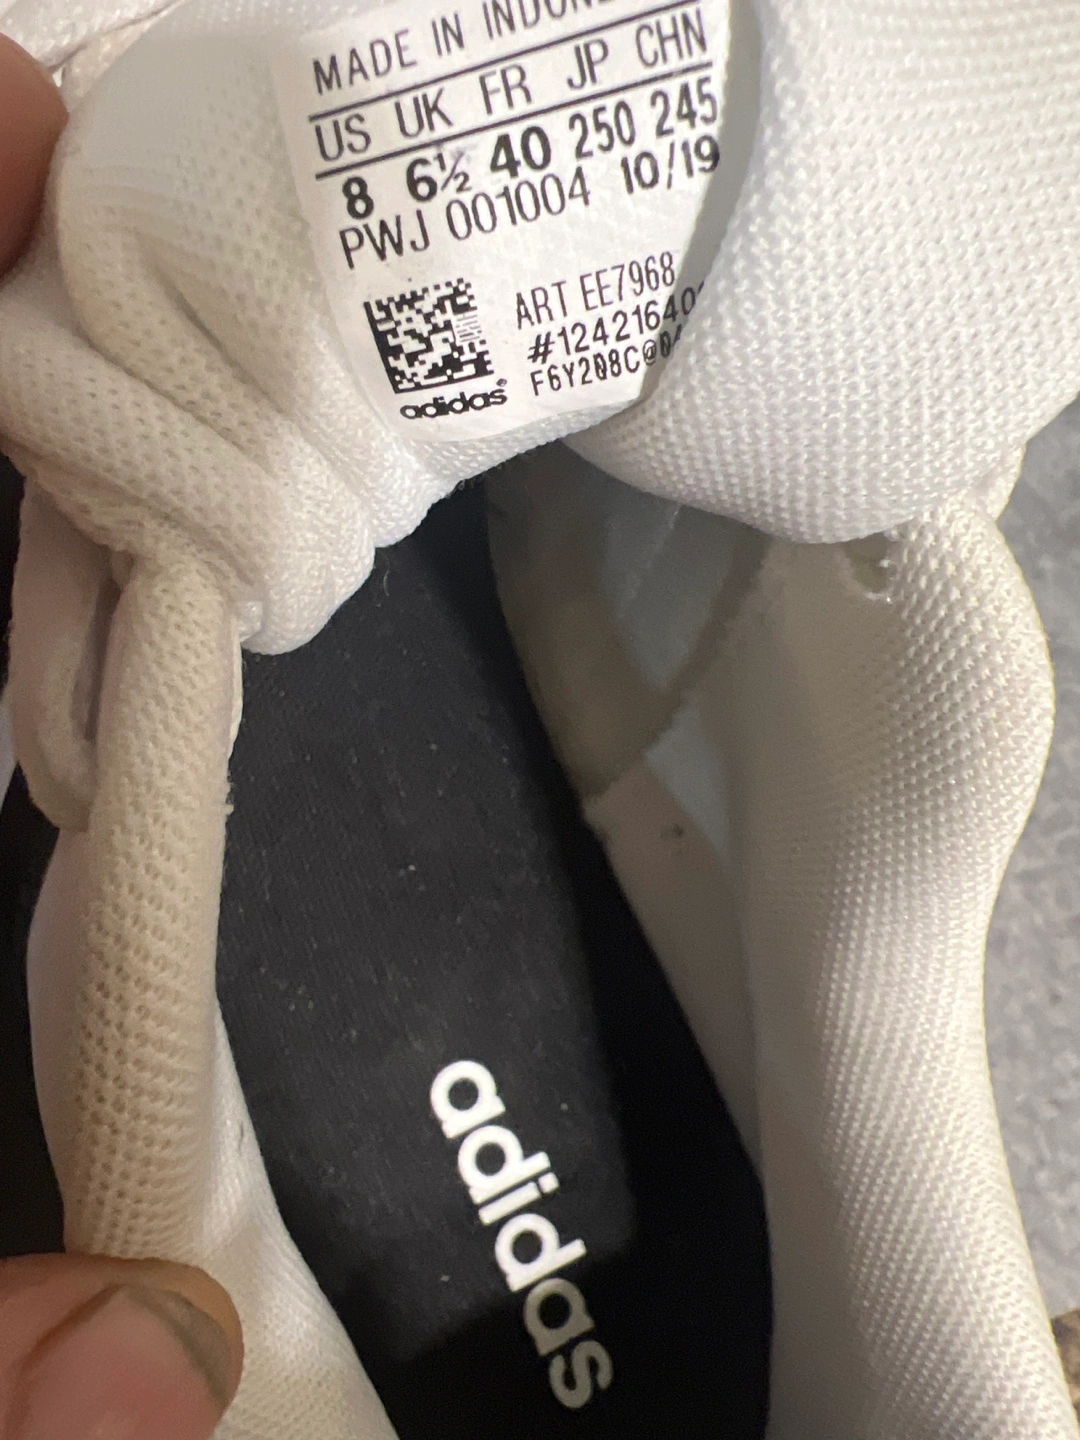 MADE IN
US UK FR JP CHN
8 6½ 40 250 245
PWJ 001004 10/19
ART EE7968
#12421640
F6Y208C@
adidas®
adidas